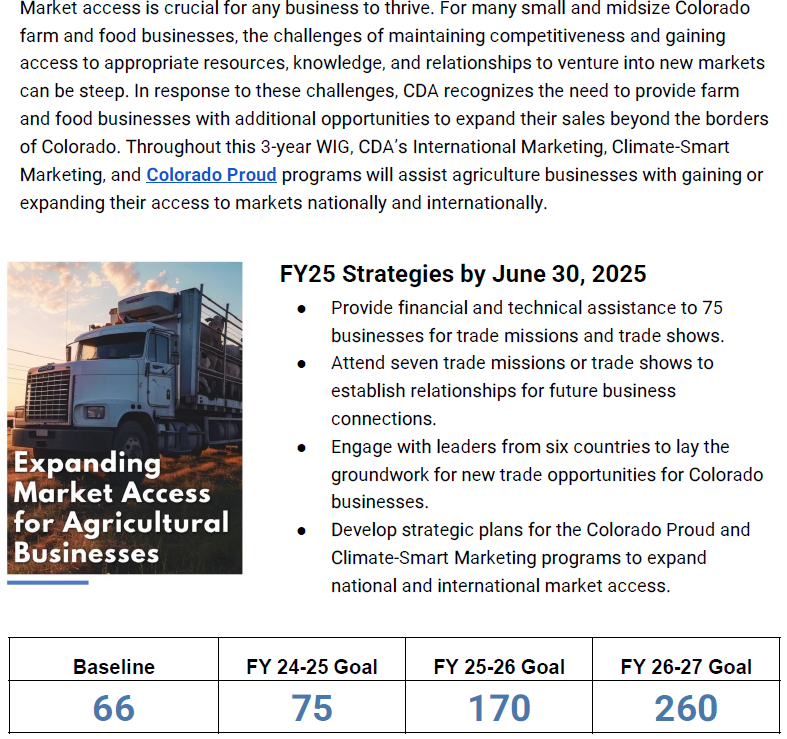 Market access is crucial for any business to thrive. For many small and midsize Colorado
farm and food businesses, the challenges of maintaining competitiveness and gaining
access to appropriate resources, knowledge, and relationships to venture into new markets
can be steep. In response to these challenges, CDA recognizes the need to provide farm
and food businesses with additional opportunities to expand their sales beyond the borders
of Colorado. Throughout this 3-year WIG, CDA’s International Marketing, Climate-Smart
Marketing, and Colorado Proud programs will assist agriculture businesses with gaining or
expanding their access to markets nationally and internationally.
Expanding
Market Access
for Agricultural
Businesses
FY25 Strategies by June 30, 2025
● Provide financial and technical assistance to 75
businesses for trade missions and trade shows.
● Attend seven trade missions or trade shows to
establish relationships for future business
connections.
● Engage with leaders from six countries to lay the
groundwork for new trade opportunities for Colorado
businesses.
● Develop strategic plans for the Colorado Proud and
Climate-Smart Marketing programs to expand
national and international market access.
Baseline FY 24-25 Goal FY 25-26 Goal FY 26-27 Goal
66 75 170 260